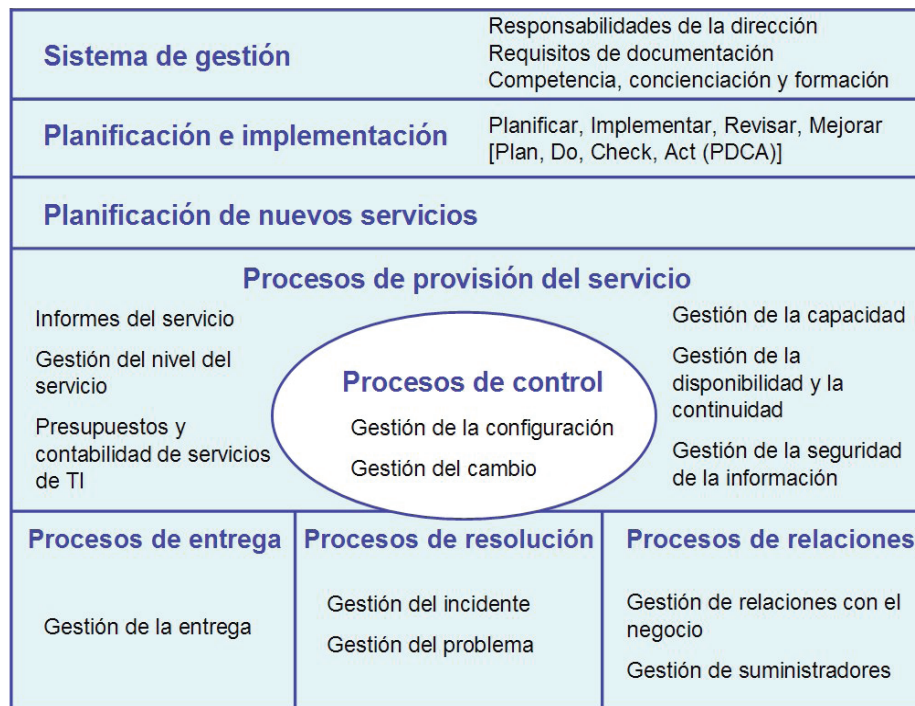 Sistema de gestión
Responsabilidades de la dirección
Requisitos de documentación
Competencia, concienciación y formación
Planificación e implementación
Planificar, Implementar, Revisar, Mejorar
[Plan, Do, Check, Act (PDCA)]
Planificación de nuevos servicios
Procesos de provisión del servicio
Informes del servicio
Gestión del nivel del
servicio
Presupuestos y
contabilidad de servicios
de TI
Procesos de control
Gestión de la configuración
Gestión del cambio
Gestión de la capacidad
Gestión de la
disponibilidad y la
continuidad
Gestión de la seguridad
de la información
Procesos de entrega
Gestión de la entrega
Procesos de resolución
Gestión del incidente
Gestión del problema
Procesos de relaciones
Gestión de relaciones con el
negocio
Gestión de suministradores